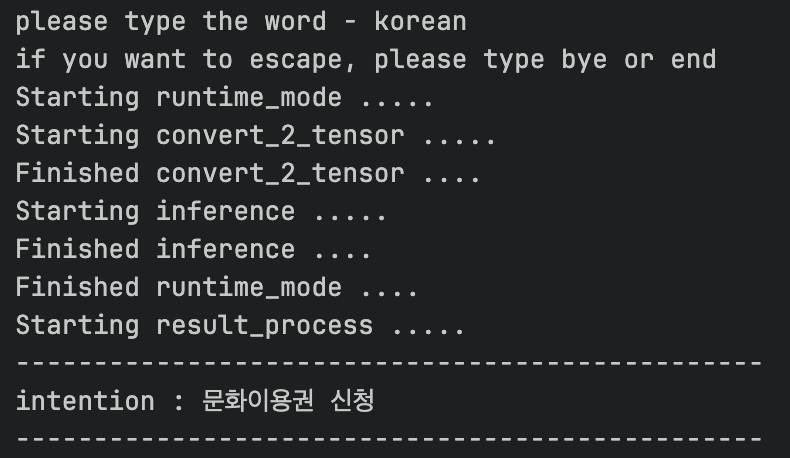 please type the word - korean
if you want to escape, please type bye or end
Starting runtime_mode .....
Starting convert_2_tensor .....
Finished convert_2_tensor ....
Starting inference .....
Finished inference ....
Finished runtime_mode ....
Starting result_process .....
------------------------------------------------
intention : 문화이용권 신청
------------------------------------------------